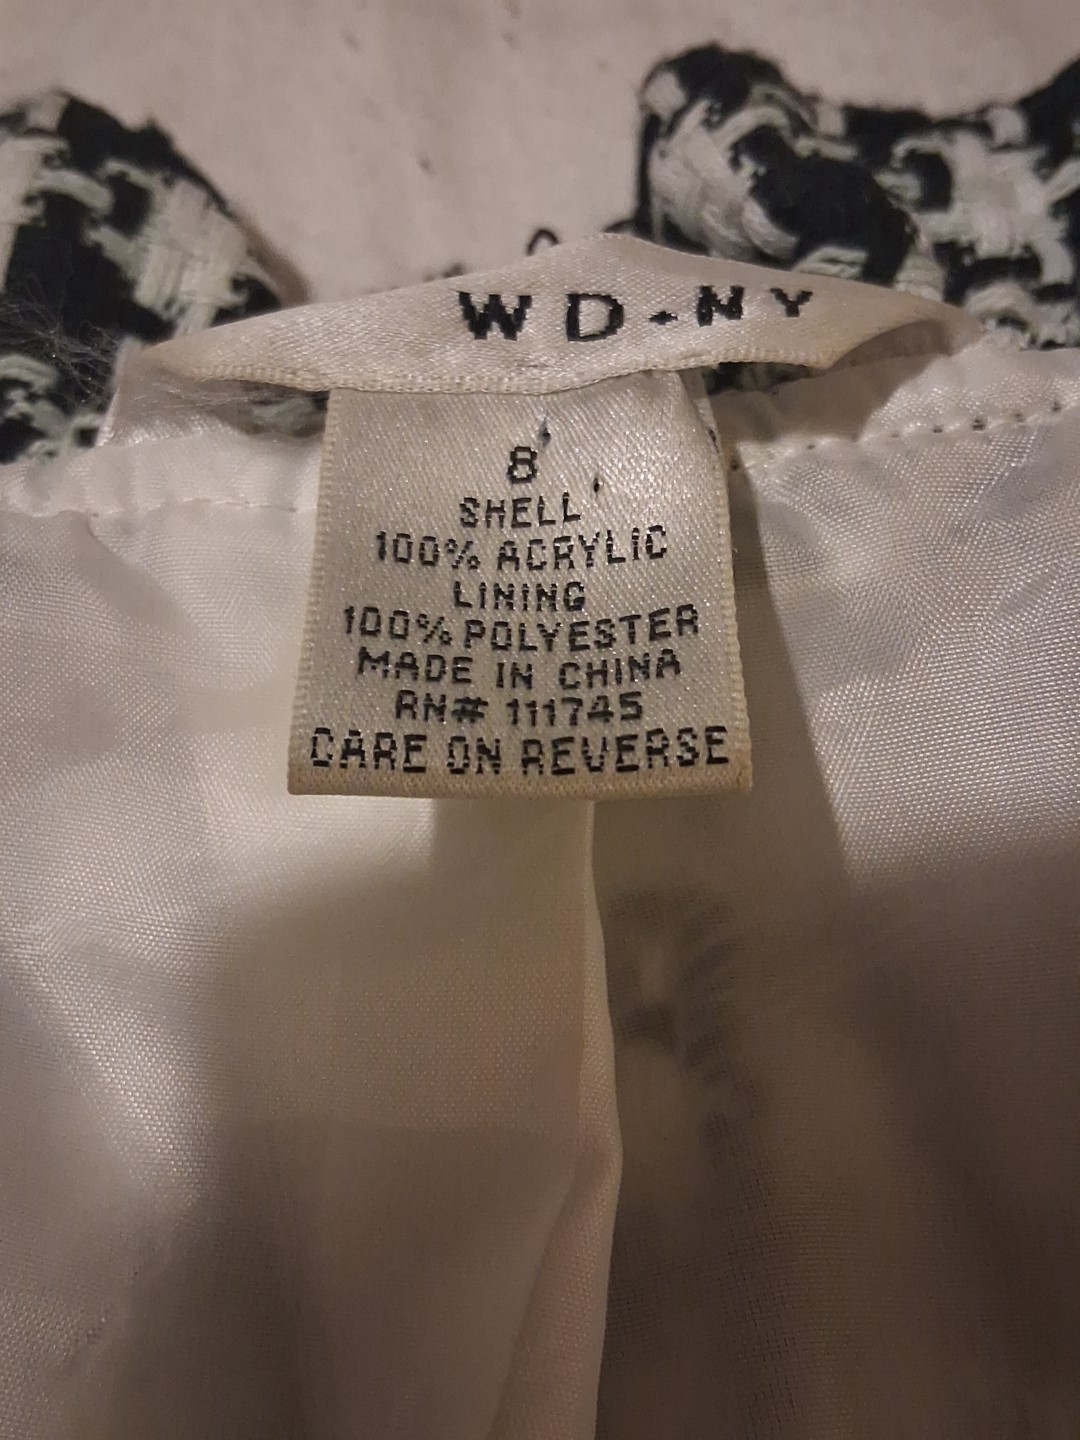 WD-NY
8
SHELL
100% ACRYLIC
LINING
100% POLYESTER
MADE IN CHINA
RN# 111745
CARE ON REVERSE